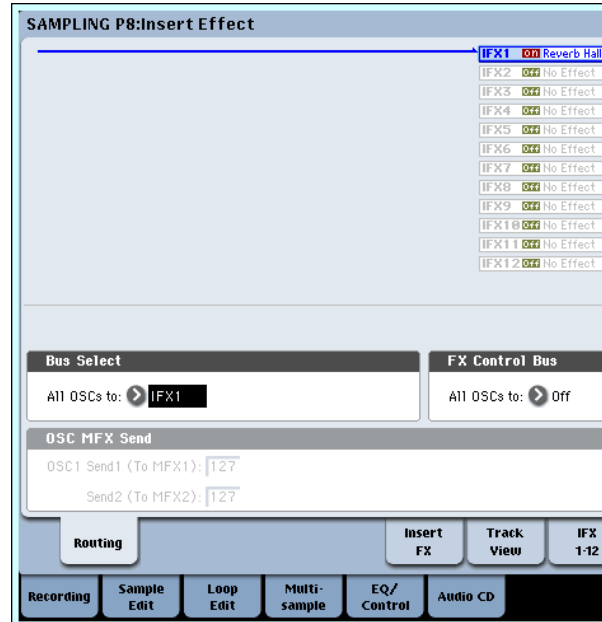 SAMPLING P8:Insert Effect
IFX1 On Reverb Hall
IFX2 Off No Effect
IFX3 Off No Effect
IFX4 Off No Effect
IFX5 Off No Effect
IFX6 Off No Effect
IFX7 Off No Effect
IFX8 Off No Effect
IFX9 Off No Effect
IFX10 Off No Effect
IFX11 Off No Effect
IFX12 Off No Effect
Bus Select
All OSCs to: IFX1
FX Control Bus
All OSCs to: Off
OSC MFX Send
OSC1 Send1 (To MFX1): 127
Send2 (To MFX2): 127
Routing
Insert
FX
Track
View
IFX
1-12
Recording
Sample
Edit
Loop
Edit
Multi-
sample
EQ/
Control
Audio CD